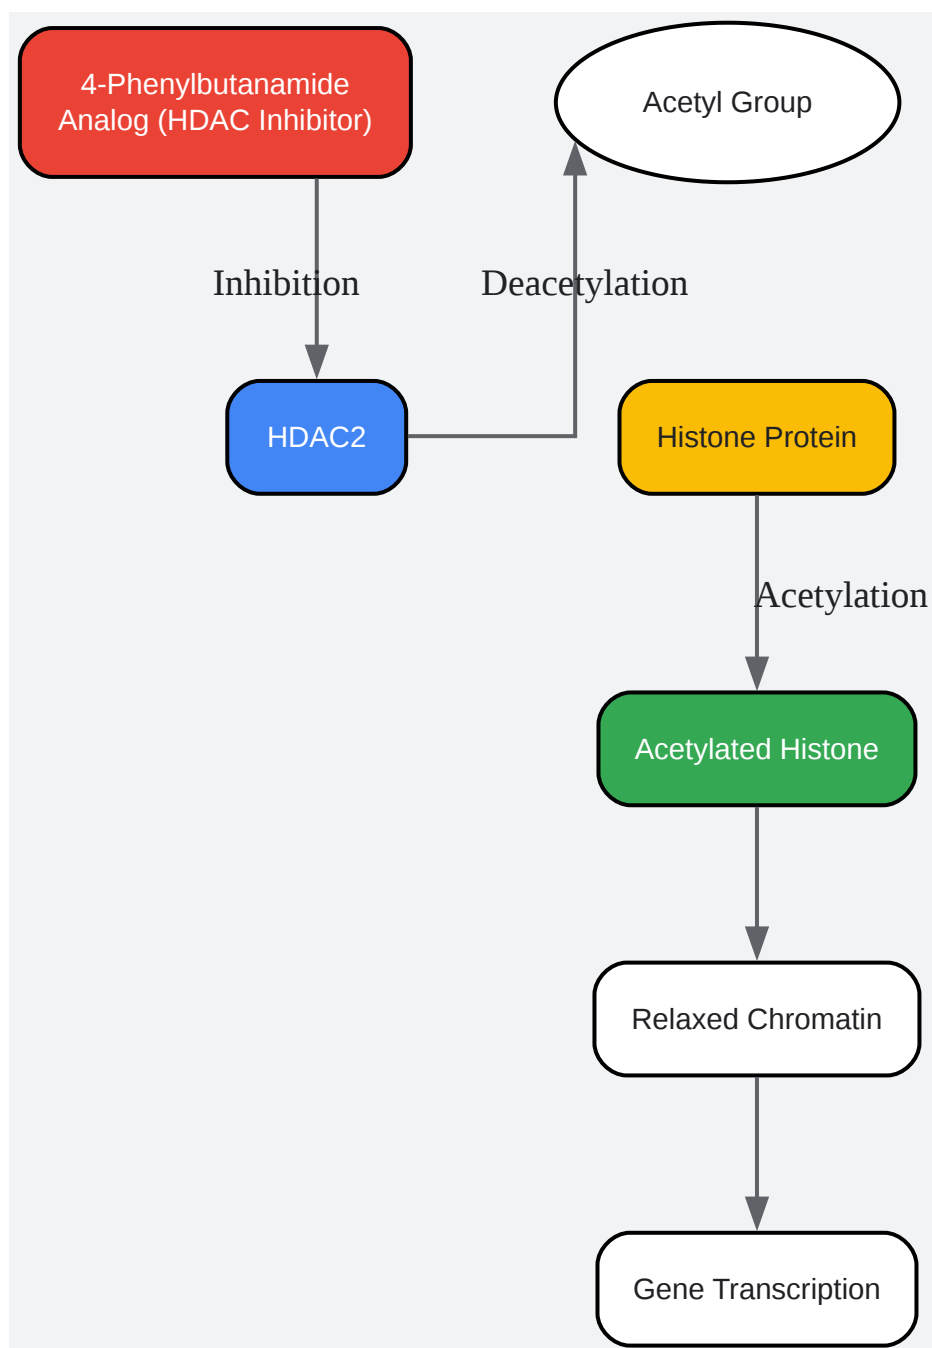 4-Phenylbutanamide
Analog (HDAC Inhibitor)
Acetyl Group
Inhibition
Deacetylation
HDAC2
Histone Protein
Acetylation
Acetylated Histone
Relaxed Chromatin
Gene Transcription